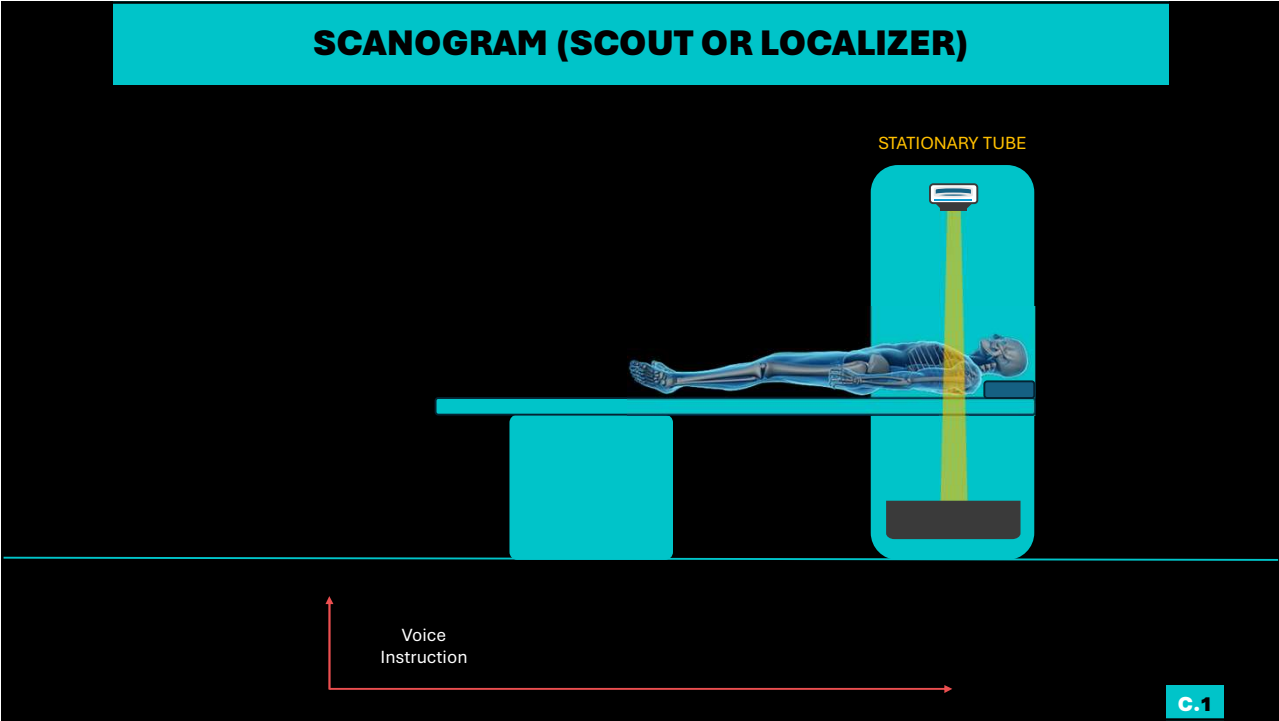 SCANOGRAM (SCOUT OR LOCALIZER)
STATIONARY TUBE
Voice
Instruction
C.1